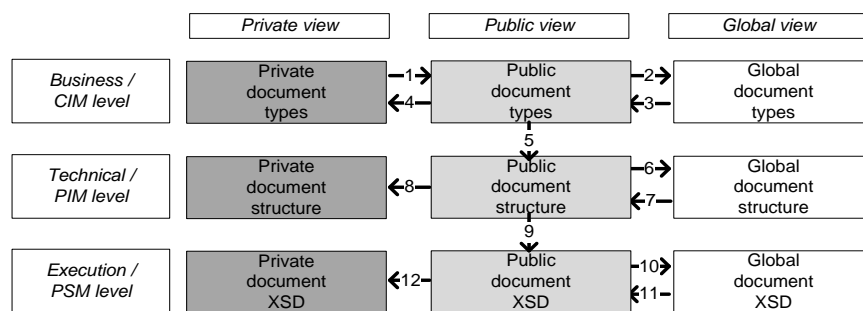 Private view
Public view
Global view
Business /
CIM level
Private
document
types
1
4
Public
document
types
2
3
Global
document
types
5
Technical /
PIM level
Private
document
structure
8
Public
document
structure
6
7
Global
document
structure
9
Execution /
PSM level
Private
document
XSD
12
Public
document
XSD
10
11
Global
document
XSD